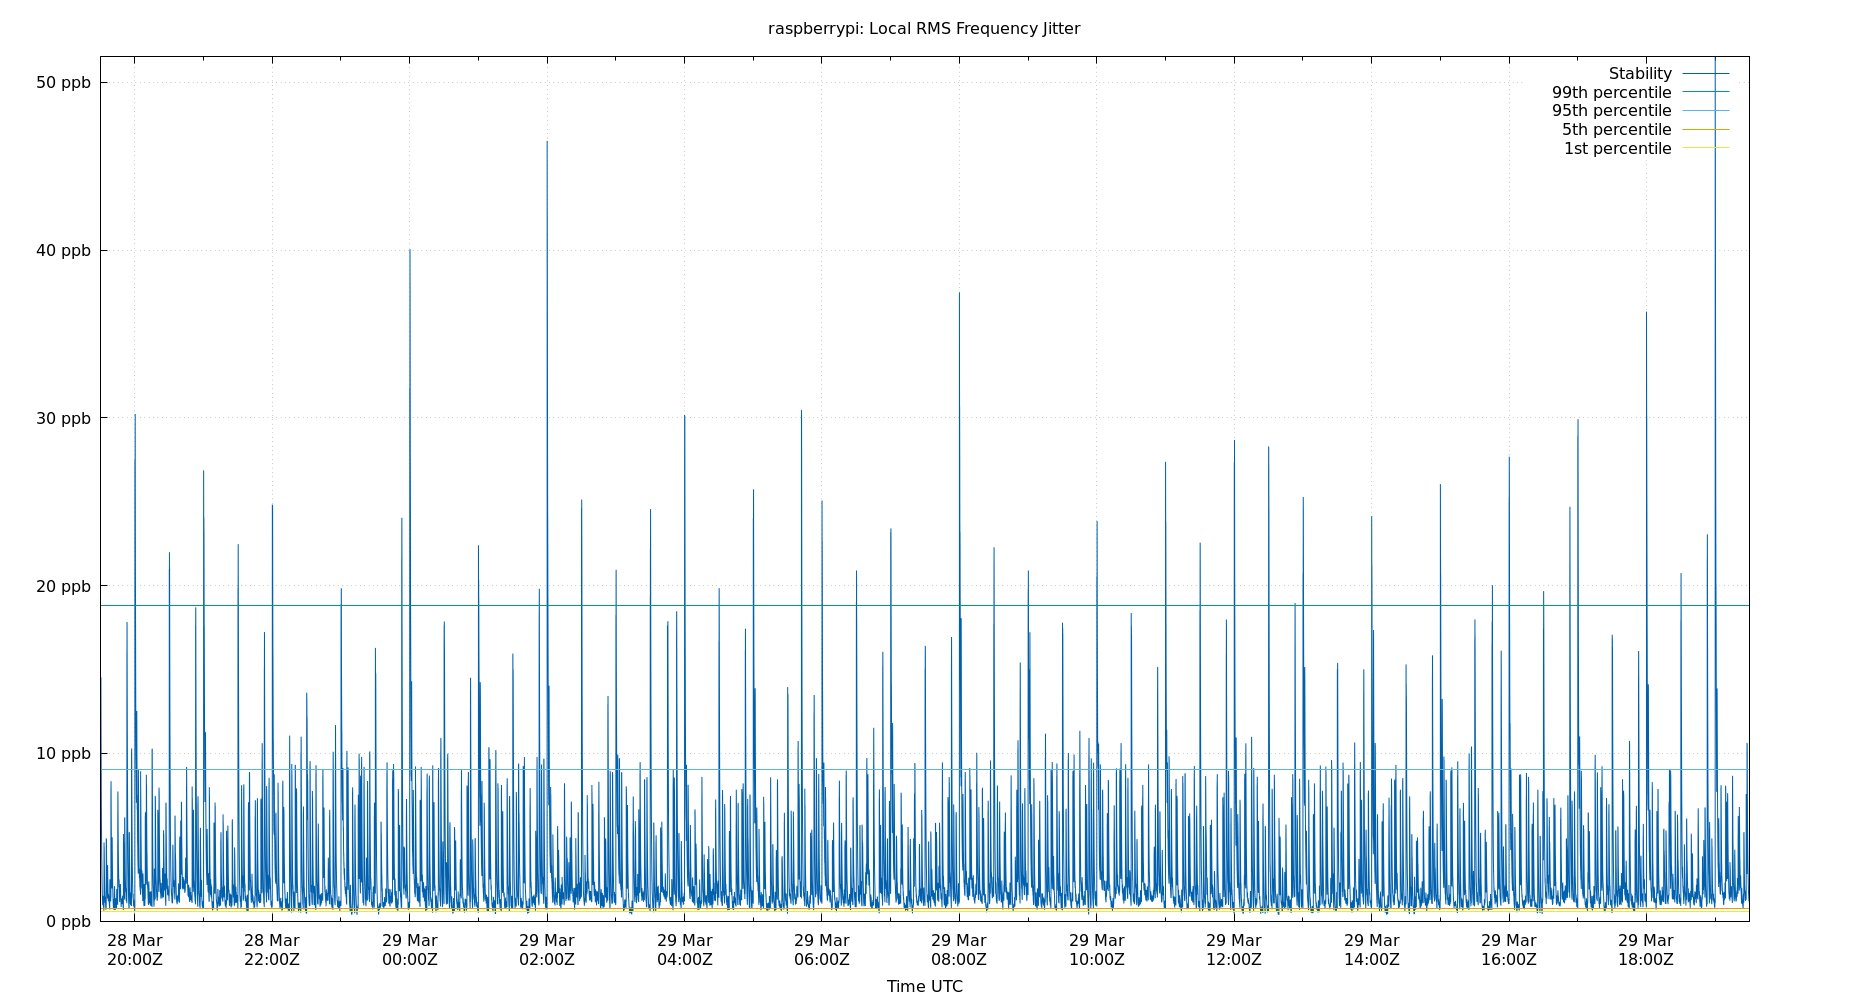 raspberrypi: Local RMS Frequency Jitter
50 ppb
40 ppb
30 ppb
20 ppb
10 ppb
0 ppb
Stability
99th percentile
95th percentile
5th percentile
1st percentile
28 Mar 28 Mar 29 Mar 29 Mar 29 Mar 29 Mar 29 Mar 29 Mar 29 Mar 29 Mar 29 Mar 29 Mar
20:00Z 22:00Z 00:00Z 02:00Z 04:00Z 06:00Z 08:00Z 10:00Z 12:00Z 14:00Z 16:00Z 18:00Z
Time UTC